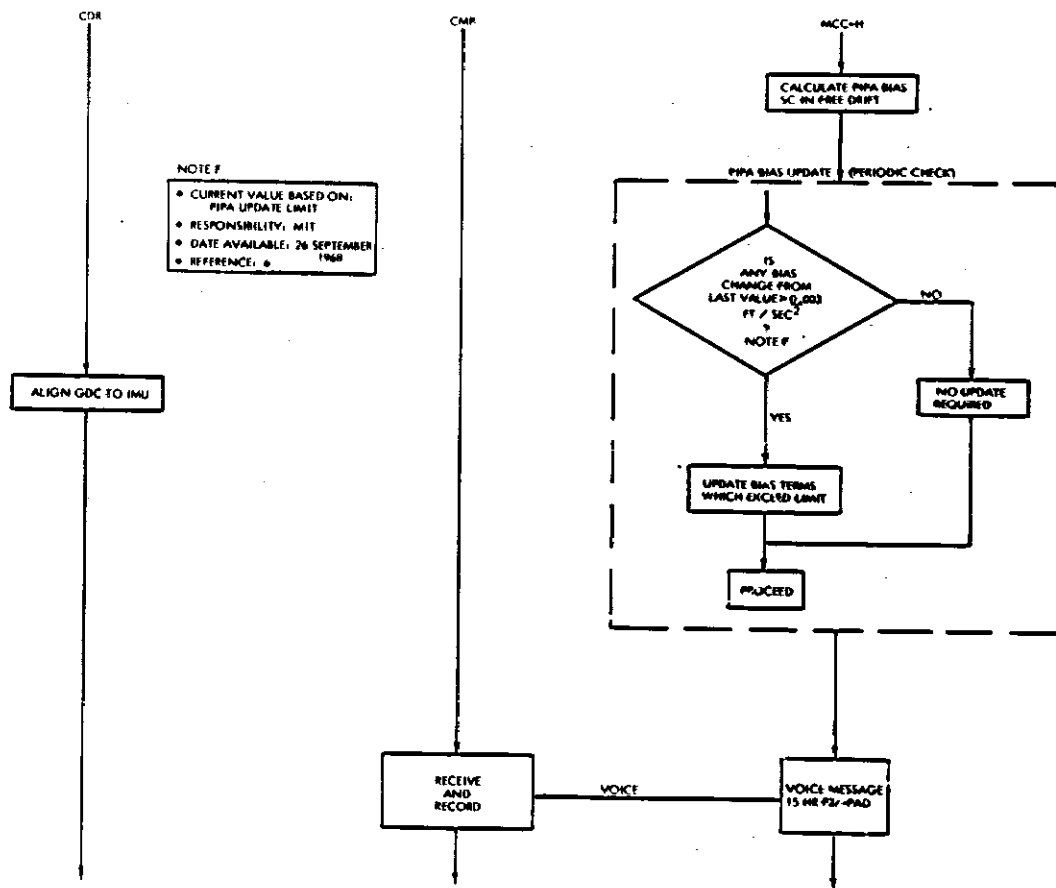 CDR
CMP
MCC-H
CALCULATE PIPA BIAS
SC IN FREE DRIFT
NOTE F
• CURRENT VALUE BASED ON:
PIPA UPDATE LIMIT
• RESPONSIBILITY: MIT
• DATE AVAILABLE: 26 SEPTEMBER
1968
• REFERENCE: 6
PIPA BIAS UPDATE (PERIODIC CHECK)
IS
ANY BIAS
CHANGE FROM
LAST VALUE > 0.003
FT / SEC²
?
NOTE F
NO
ALIGN GDC TO IMU
NO UPDATE
REQUIRED
YES
UPDATE BIAS TERMS
WHICH EXCEED LIMIT
PROCEED
RECEIVE
AND
RECORD
VOICE
VOICE MESSAGE
15 HR PAD